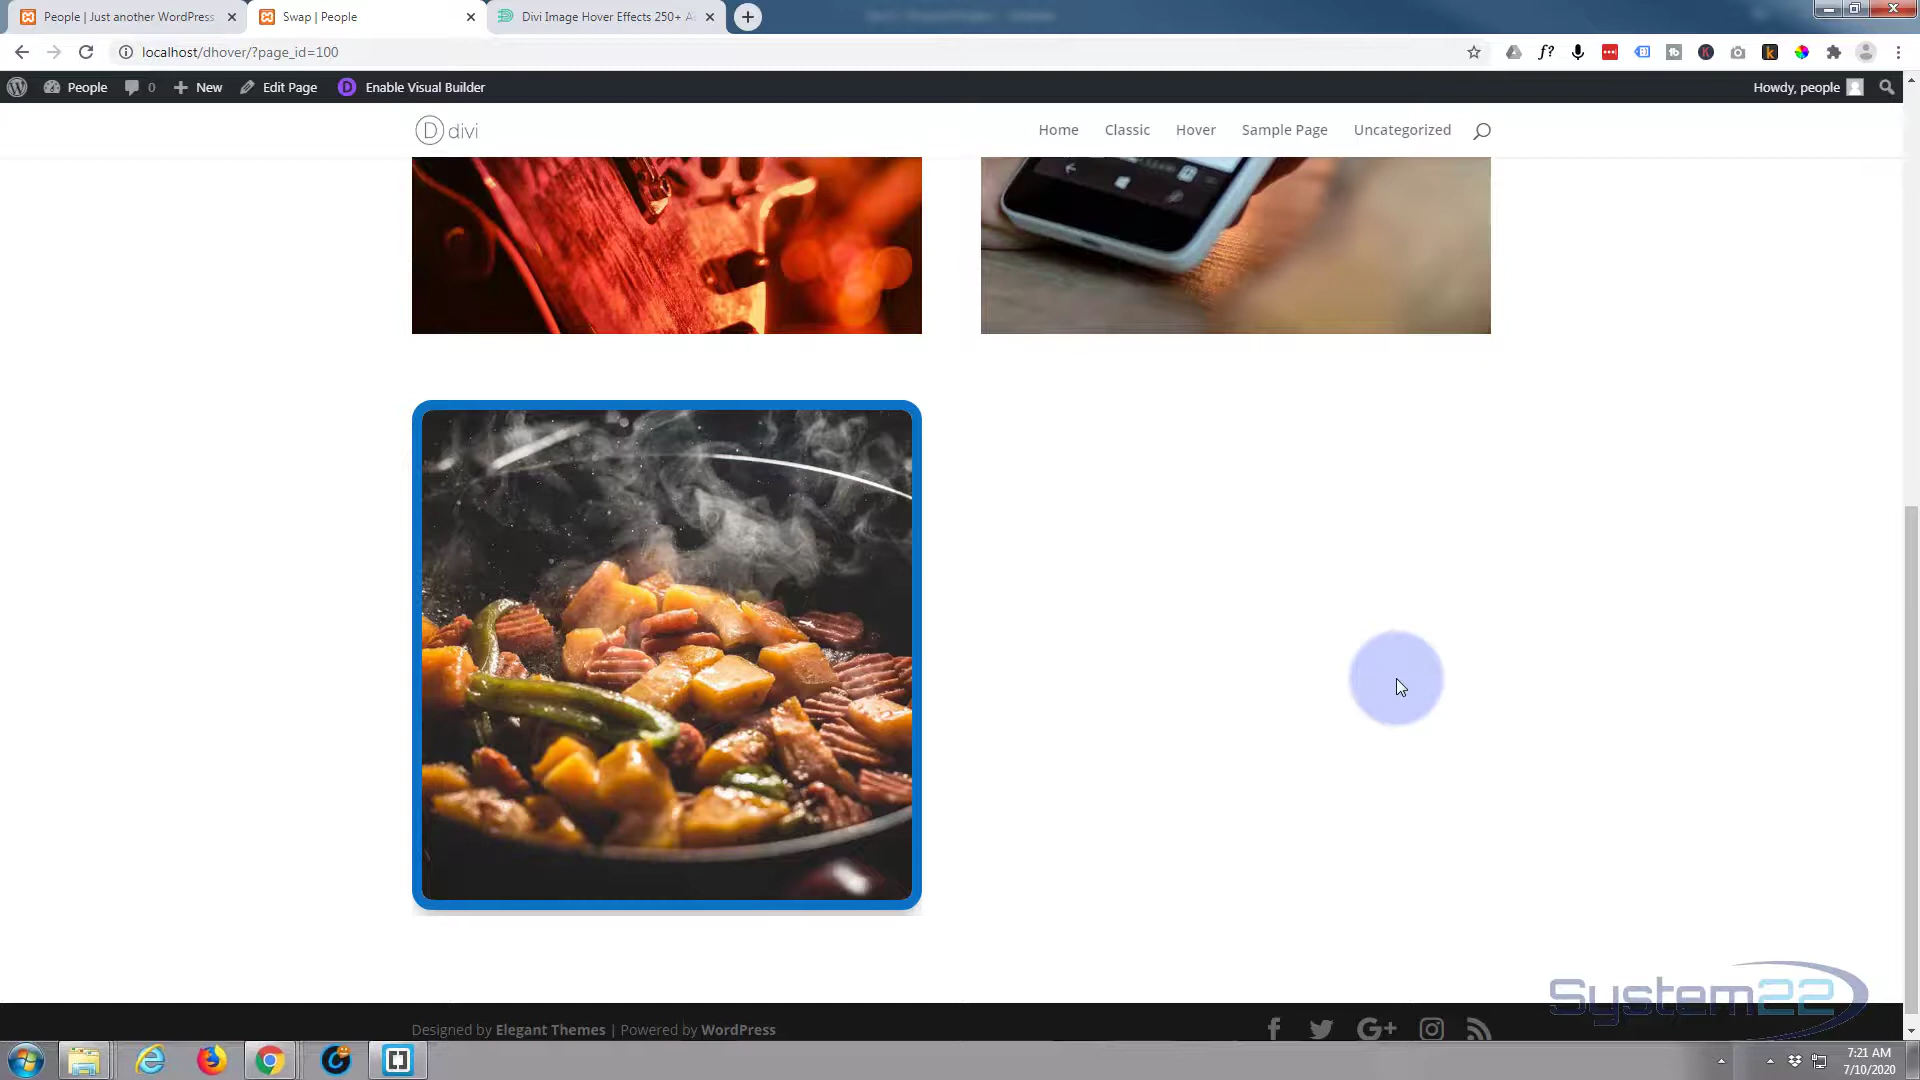 People | Just another WordPress
Swap | People
Divi Image Hover Effects 250+ A
localhost/dhover/?page_id=100
People
0
New
Edit Page
Enable Visual Builder
Howdy, people
D divi
Home
Classic
Hover
Sample Page
Uncategorized
Designed by Elegant Themes | Powered by WordPress
System22
7:21 AM
7/10/2020